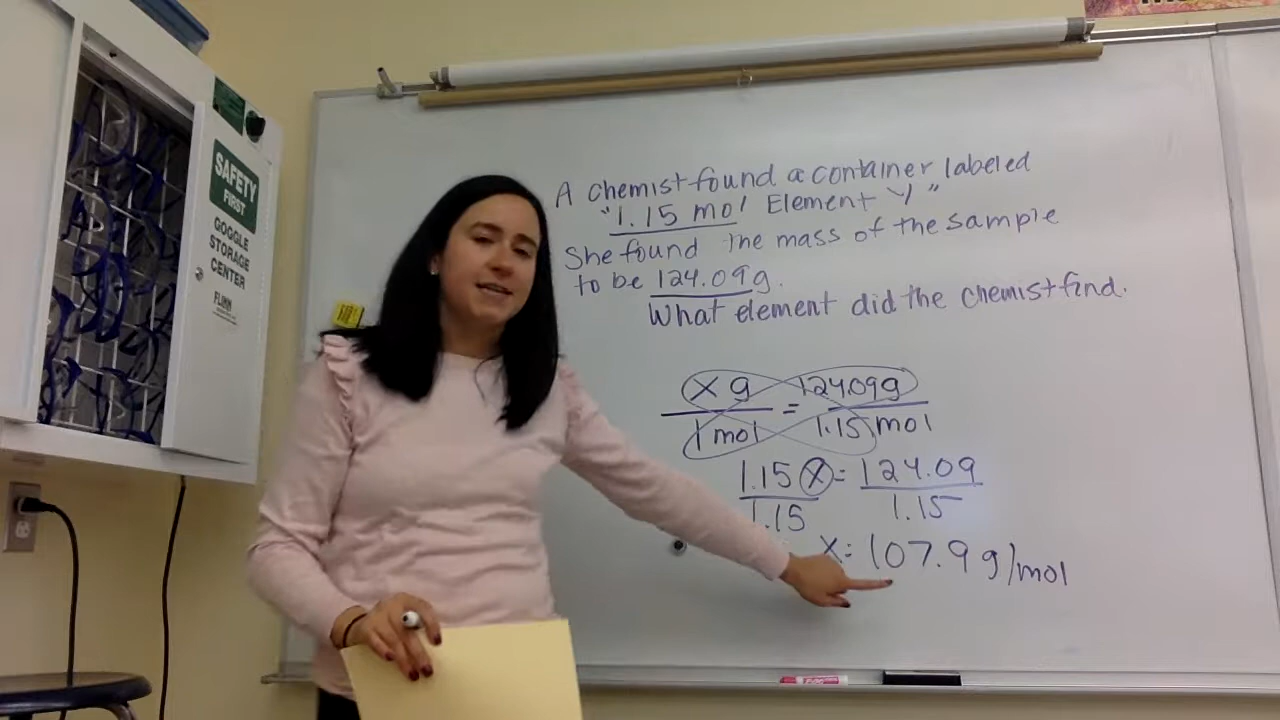 SAFETY
FIRST
GOGGLE
STORAGE
CENTER
FLINN
A chemist found a container labeled
"1.15 mol Element Y"
She found the mass of the sample
to be 124.09g.
What element did the chemist find.
x g = 124.09g
1 mol 1.15 mol
1.15 x = 124.09
1.15 1.15
x = 107.9 g/mol